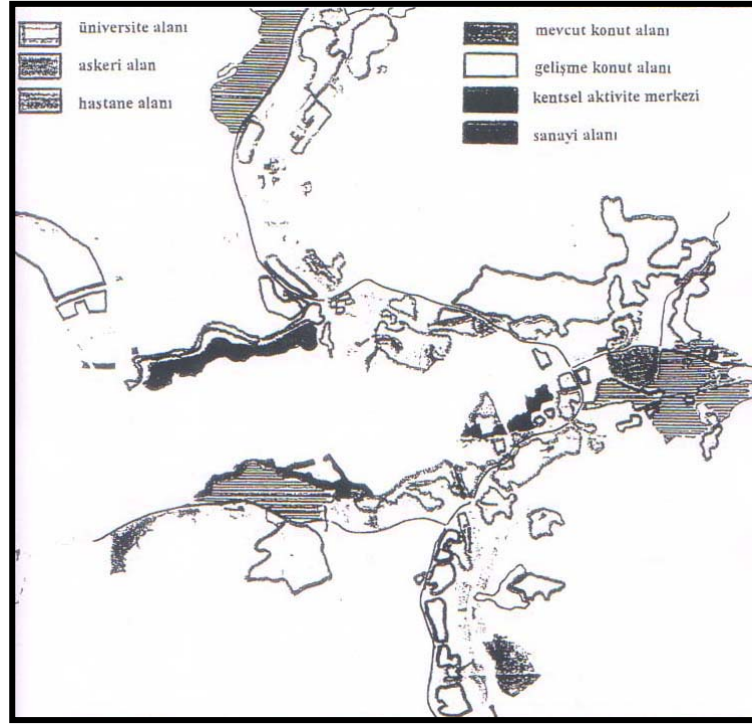 üniversite alanı
askeri alan
hastane alanı
mevcut konut alanı
gelişme konut alanı
kentsel aktivite merkezi
sanayi alanı